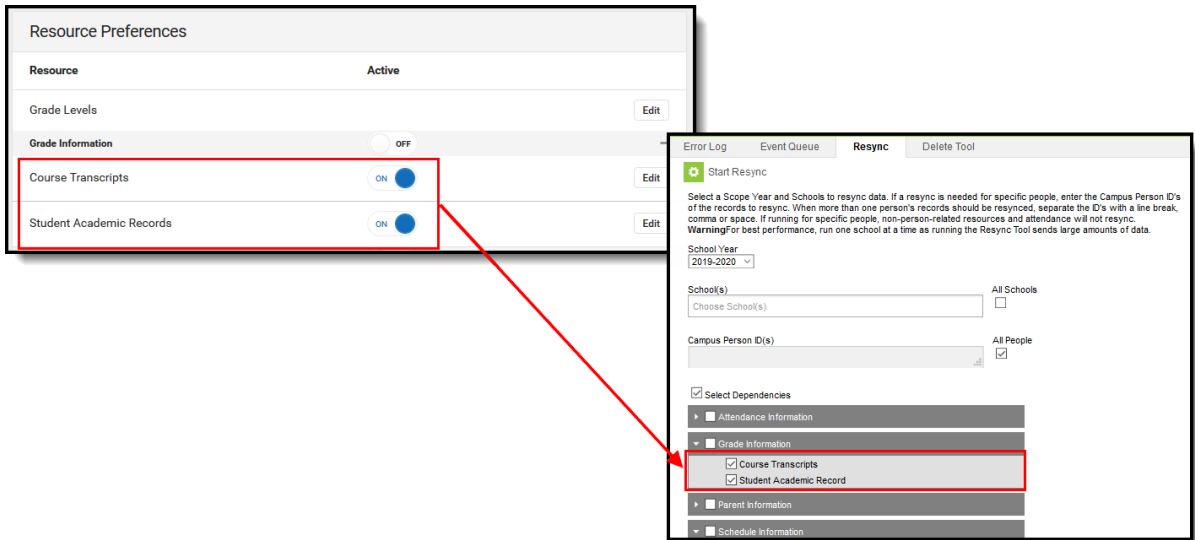 Resource Preferences
Resource Active
Grade Levels Edit
Grade Information OFF
Course Transcripts ON Edit
Student Academic Records ON Edit
Error Log Event Queue Resync Delete Tool
Start Resync
Select a Scope Year and Schools to resync data. If a resync is needed for specific people, enter the Campus Person ID's
of the records to resync. When more than one person's records should be resynced, separate the ID's with a line break,
comma or space. If running for specific people, non-person-related resources and attendance will not resync.
WarningFor best performance, run one school at a time as running the Resync Tool sends large amounts of data.
School Year
2019-2020
School(s) All Schools
Choose School(s)
Campus Person ID(s) All People
Select Dependencies
Attendance Information
Grade Information
Course Transcripts
Student Academic Record
Parent Information
Schedule Information